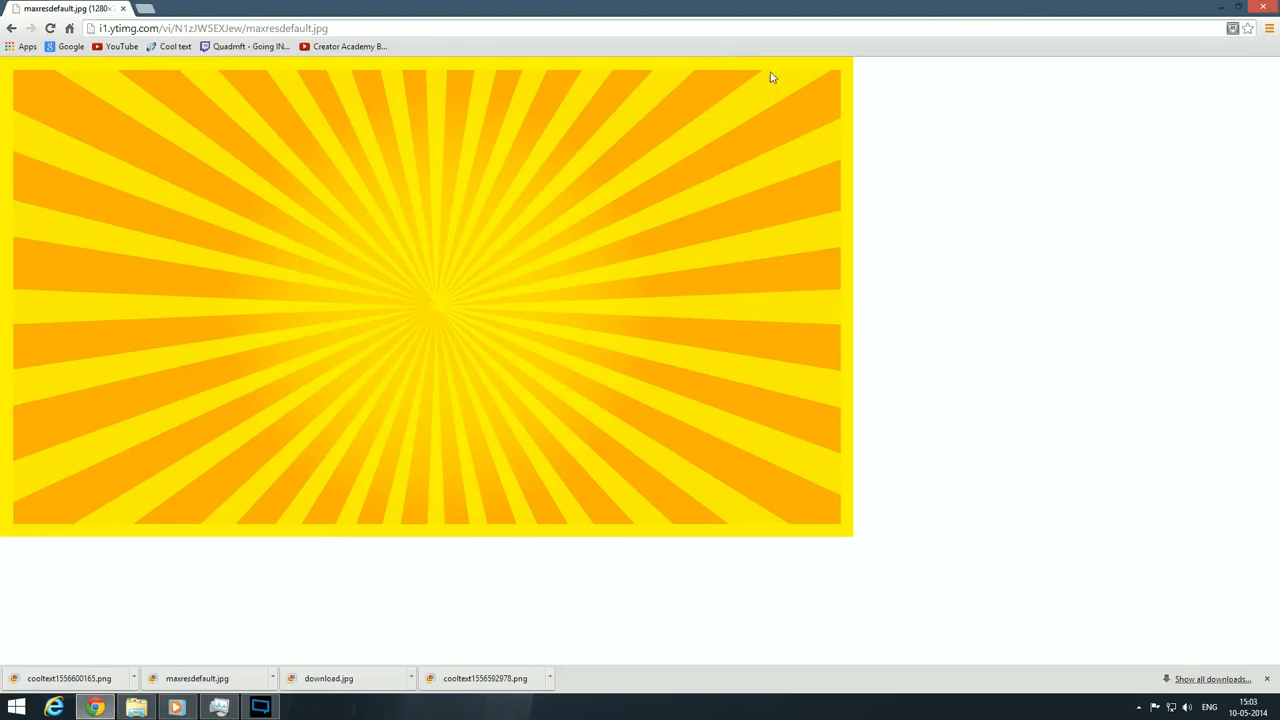 maxresdefault.jpg (1280×
i1.ytimg.com/vi/N1zJW5EXJew/maxresdefault.jpg
Apps Google YouTube Cool text Quadmft - Going IN... Creator Academy B...
cooltext1556600165.png maxresdefault.jpg download.jpg cooltext1556592978.png Show all downloads...
ENG 15:03
10-05-2014